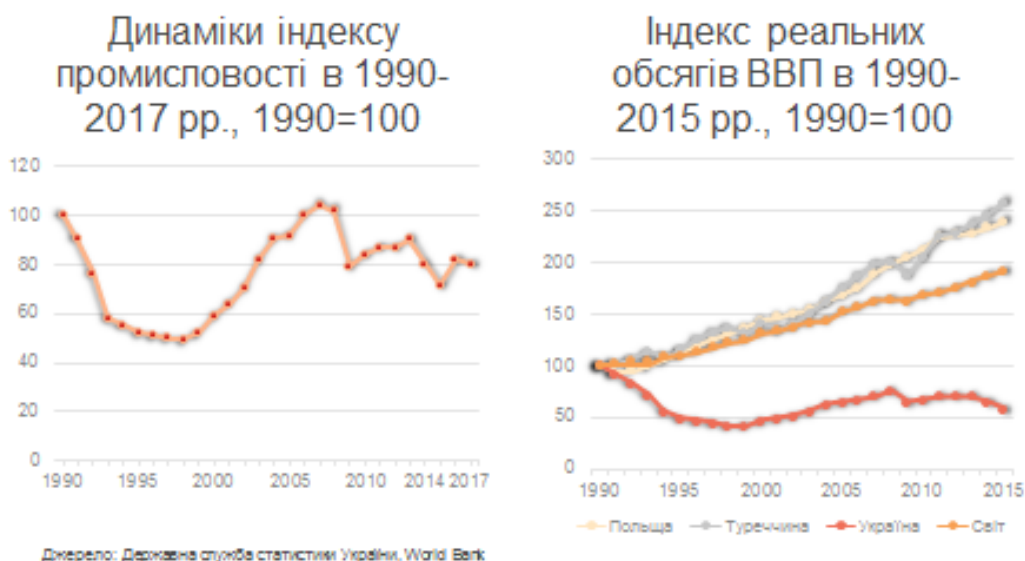 Динаміки індексу
промисловості в 1990-
2017 рр., 1990=100
120
100
80
60
40
20
0
1990 1995 2000 2005 2010 2014 2017
Джерело: Державна служба статистики України, World Bank
Індекс реальних
обсягів ВВП в 1990-
2015 рр., 1990=100
300
250
200
150
100
50
0
1990 1995 2000 2005 2010 2015
Польща Туреччина Україна Світ